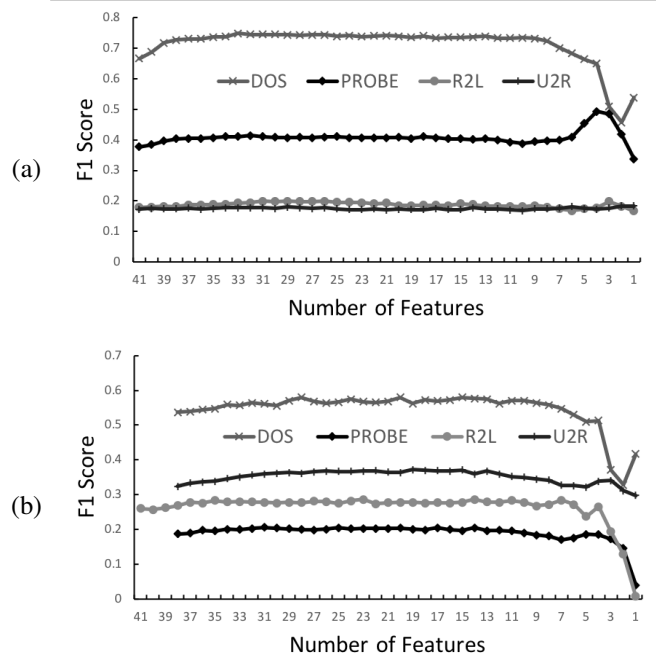 (a)
F1 Score
0.8
0.7
0.6
0.5
0.4
0.3
0.2
0.1
0
DOS PROBE R2L U2R
41 39 37 35 33 31 29 27 25 23 21 19 17 15 13 11 9 7 5 3 1
Number of Features
(b)
F1 Score
0.7
0.6
0.5
0.4
0.3
0.2
0.1
0
DOS PROBE R2L U2R
41 39 37 35 33 31 29 27 25 23 21 19 17 15 13 11 9 7 5 3 1
Number of Features